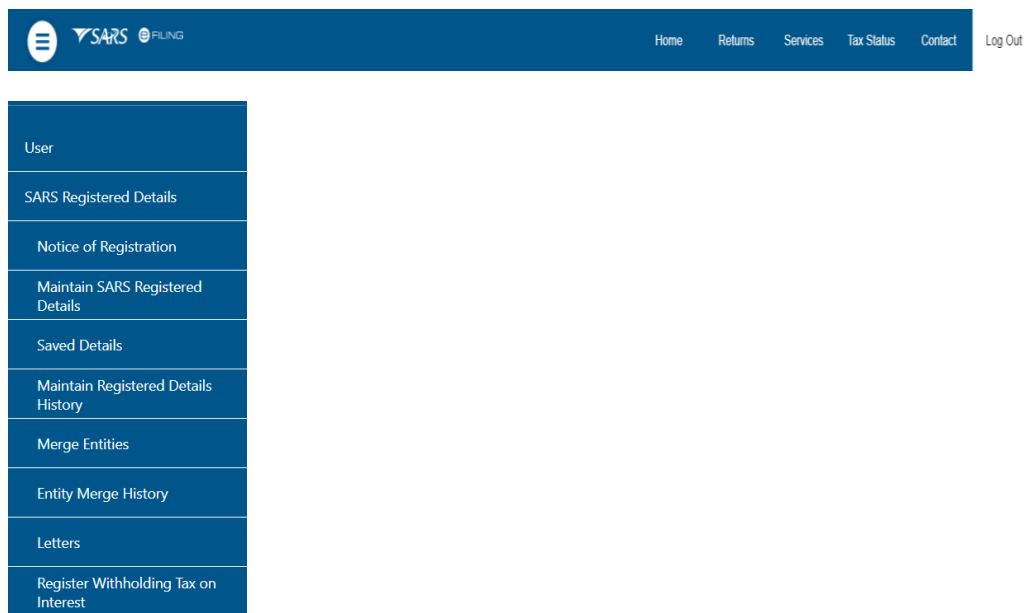 SARS eFILING Home Returns Services Tax Status Contact Log Out
User
SARS Registered Details
Notice of Registration
Maintain SARS Registered
Details
Saved Details
Maintain Registered Details
History
Merge Entities
Entity Merge History
Letters
Register Withholding Tax on
Interest